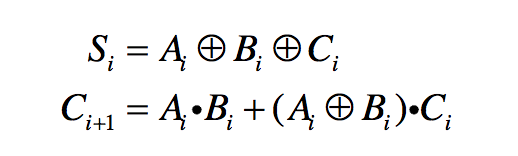 Sᵢ = Aᵢ ⊕ Bᵢ ⊕ Cᵢ
Cᵢ₊₁ = Aᵢ•Bᵢ + (Aᵢ ⊕ Bᵢ)•Cᵢ